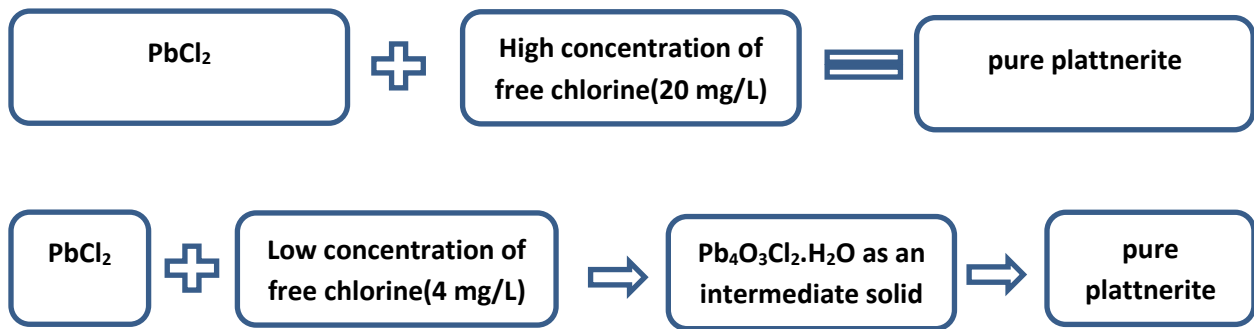 PbCl₂
High concentration of
free chlorine(20 mg/L)
pure plattnerite
PbCl₂
Low concentration of
free chlorine(4 mg/L)
Pb₄O₃Cl₂.H₂O as an
intermediate solid
pure
plattnerite